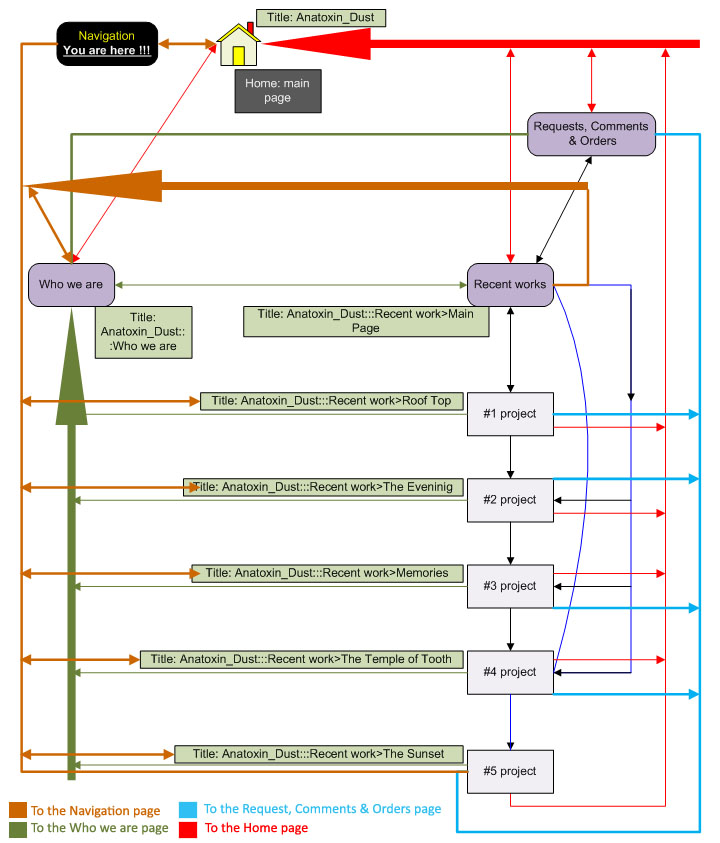 Title: Anatoxin_Dust
Navigation
You are here !!!
Home: main
page
Requests, Comments
& Orders
Who we are
Recent works
Title:
Anatoxin_Dust::
:Who we are
Title: Anatoxin_Dust:::Recent work>Main
Page
Title: Anatoxin_Dust:::Recent work>Roof Top
#1 project
Title: Anatoxin_Dust:::Recent work>The Eveninig
#2 project
Title: Anatoxin_Dust:::Recent work>Memories
#3 project
Title: Anatoxin_Dust:::Recent work>The Temple of Tooth
#4 project
Title: Anatoxin_Dust:::Recent work>The Sunset
#5 project
To the Navigation page
To the Request, Comments & Orders page
To the Who we are page
To the Home page